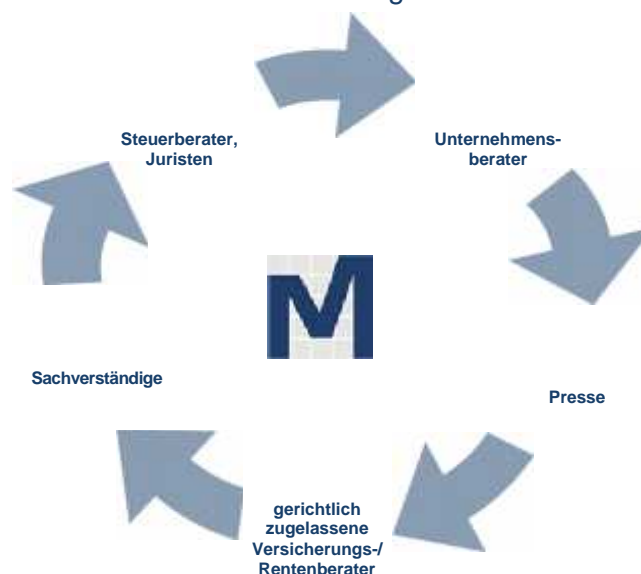 Steuerberater,
Juristen
Unternehmens-
berater
M
Sachverständige
Presse
gerichtlich
zugelassene
Versicherungs-/
Rentenberater